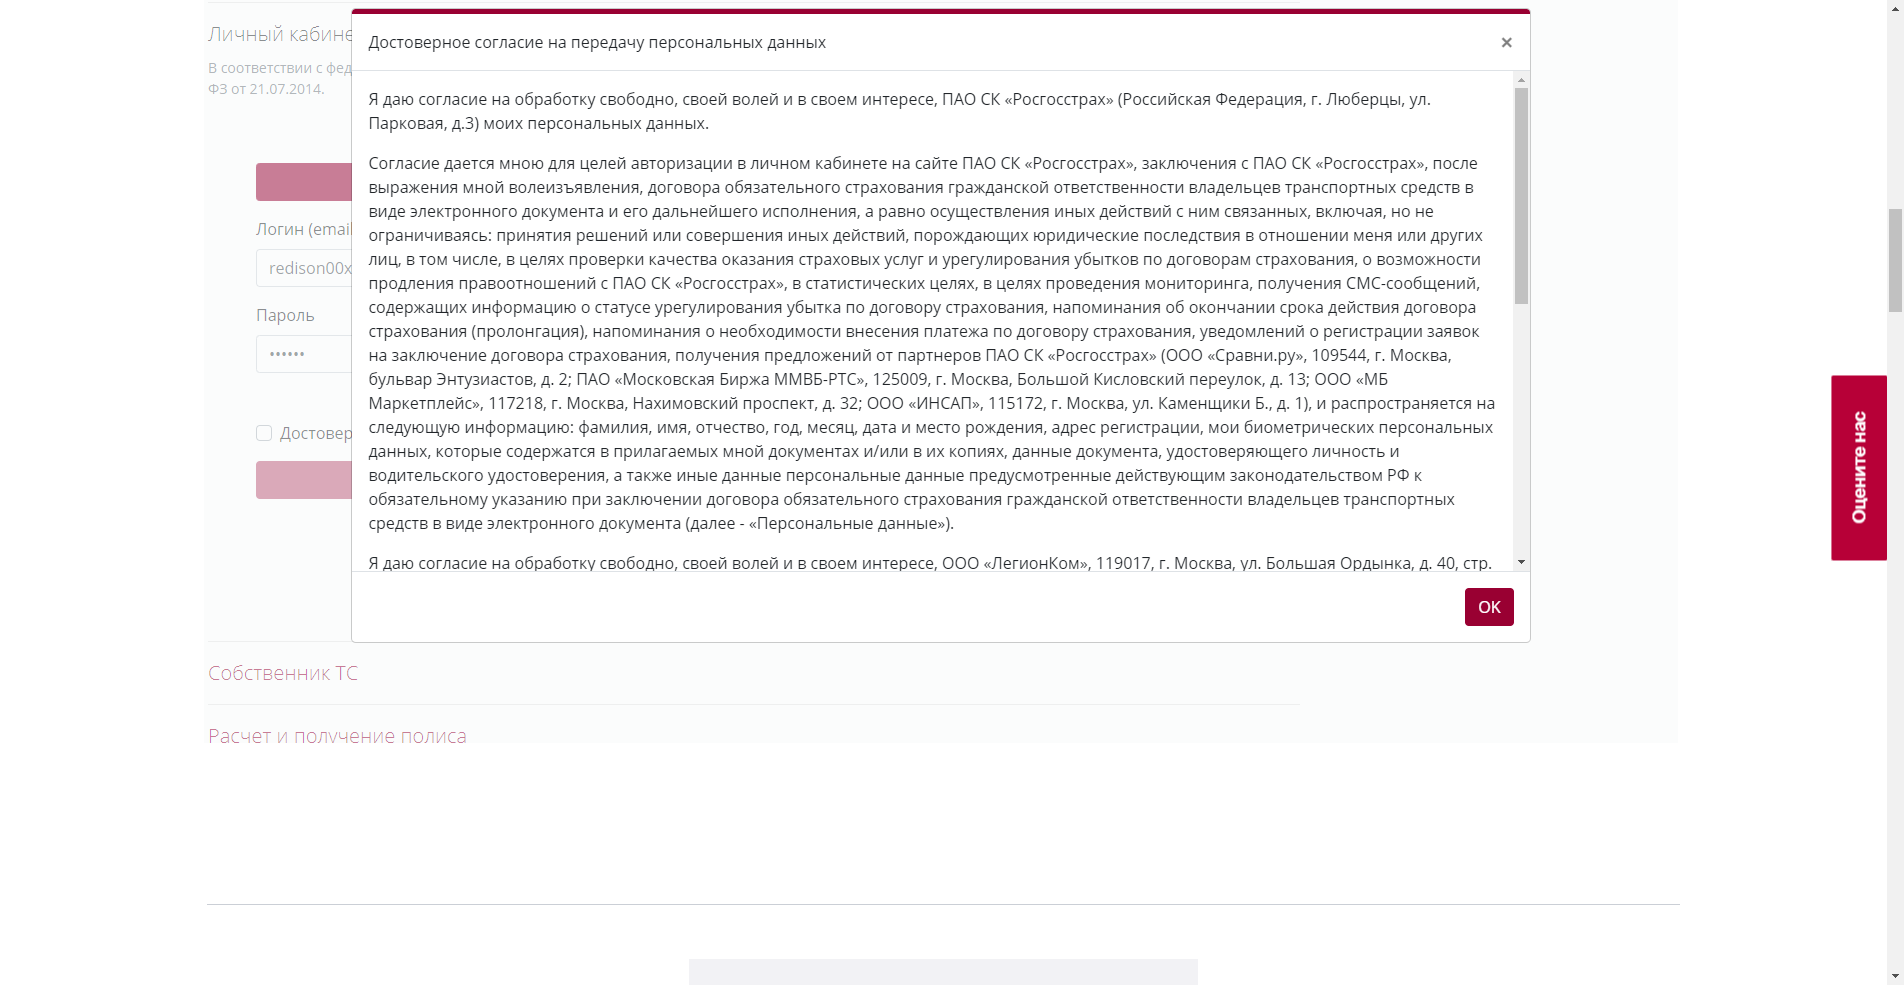 Личный кабине
В соответствии с фед
ФЗ от 21.07.2014.
Достоверное согласие на передачу персональных данных
×
Я даю согласие на обработку свободно, своей волей и в своем интересе, ПАО СК «Росгосстрах» (Российская Федерация, г. Люберцы, ул.
Парковая, д.3) моих персональных данных.
Согласие дается мною для целей авторизации в личном кабинете на сайте ПАО СК «Росгосстрах», заключения с ПАО СК «Росгосстрах», после
выражения мной волеизъявления, договора обязательного страхования гражданской ответственности владельцев транспортных средств в
виде электронного документа и его дальнейшего исполнения, а равно осуществления иных действий с ним связанных, включая, но не
ограничиваясь: принятия решений или совершения иных действий, порождающих юридические последствия в отношении меня или других
лиц, в том числе, в целях проверки качества оказания страховых услуг и урегулирования убытков по договорам страхования, о возможности
продления правоотношений с ПАО СК «Росгосстрах», в статистических целях, в целях проведения мониторинга, получения СМС-сообщений,
содержащих информацию о статусе урегулирования убытка по договору страхования, напоминания об окончании срока действия договора
страхования (пролонгация), напоминания о необходимости внесения платежа по договору страхования, уведомлений о регистрации заявок
на заключение договора страхования, получения предложений от партнеров ПАО СК «Росгосстрах» (ООО «Сравни.ру», 109544, г. Москва,
бульвар Энтузиастов, д. 2; ПАО «Московская Биржа ММВБ-РТС», 125009, г. Москва, Большой Кисловский переулок, д. 13; ООО «МБ
Маркетплейс», 117218, г. Москва, Нахимовский проспект, д. 32; ООО «ИНСАП», 115172, г. Москва, ул. Каменщики Б., д. 1), и распространяется на
следующую информацию: фамилия, имя, отчество, год, месяц, дата и место рождения, адрес регистрации, мои биометрических персональных
данных, которые содержатся в прилагаемых мной документах и/или в их копиях, данные документа, удостоверяющего личность и
водительского удостоверения, а также иные данные персональные данные предусмотренные действующим законодательством РФ к
обязательному указанию при заключении договора обязательного страхования гражданской ответственности владельцев транспортных
средств в виде электронного документа (далее - «Персональные данные»).
Я даю согласие на обработку свободно, своей волей и в своем интересе, ООО «ЛегионКом», 119017, г. Москва, ул. Большая Ордынка, д. 40, стр.
OK
Логин (email
redison00x
Пароль
••••••
Достовер
Собственник ТС
Расчет и получение полиса
Оцените нас